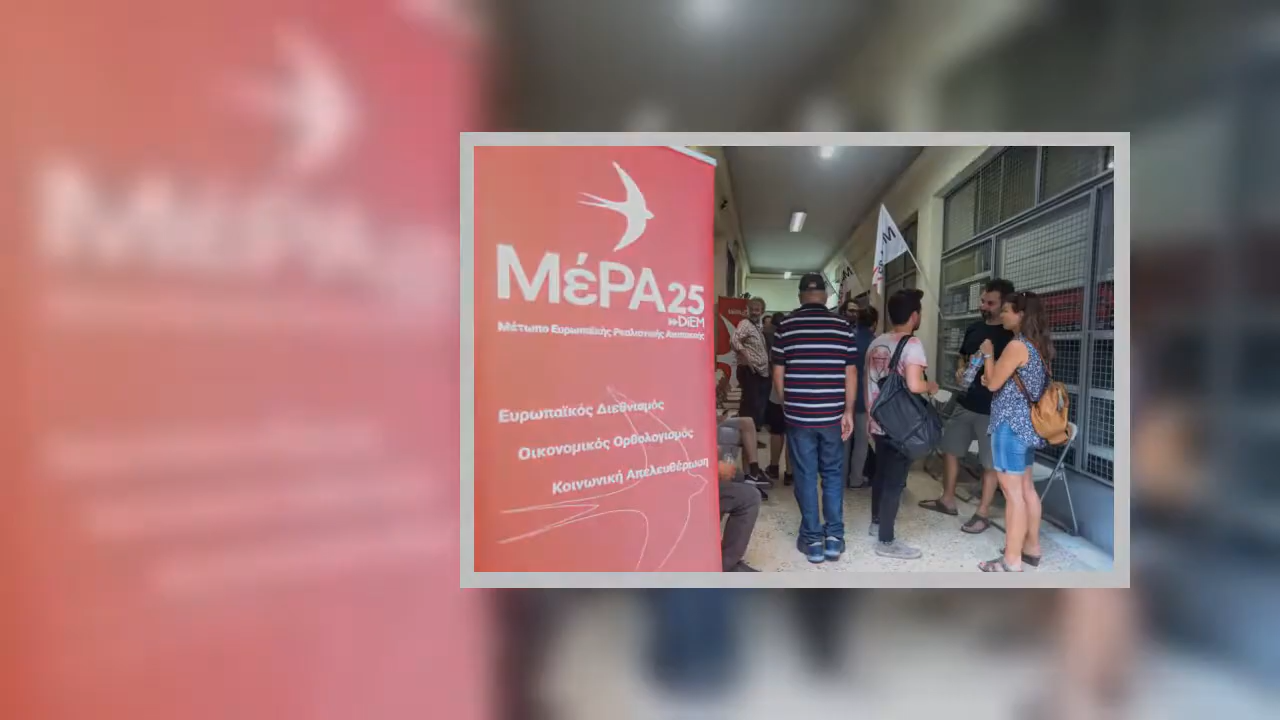 ΜέΡΑ25
»DiEM
Μέτωπο Ευρωπαϊκής Ρεαλιστικής Ανυπακοής
Ευρωπαϊκός Διεθνισμός
Οικονομικός Ορθολογισμός
Κοινωνική Απελευθέρωση